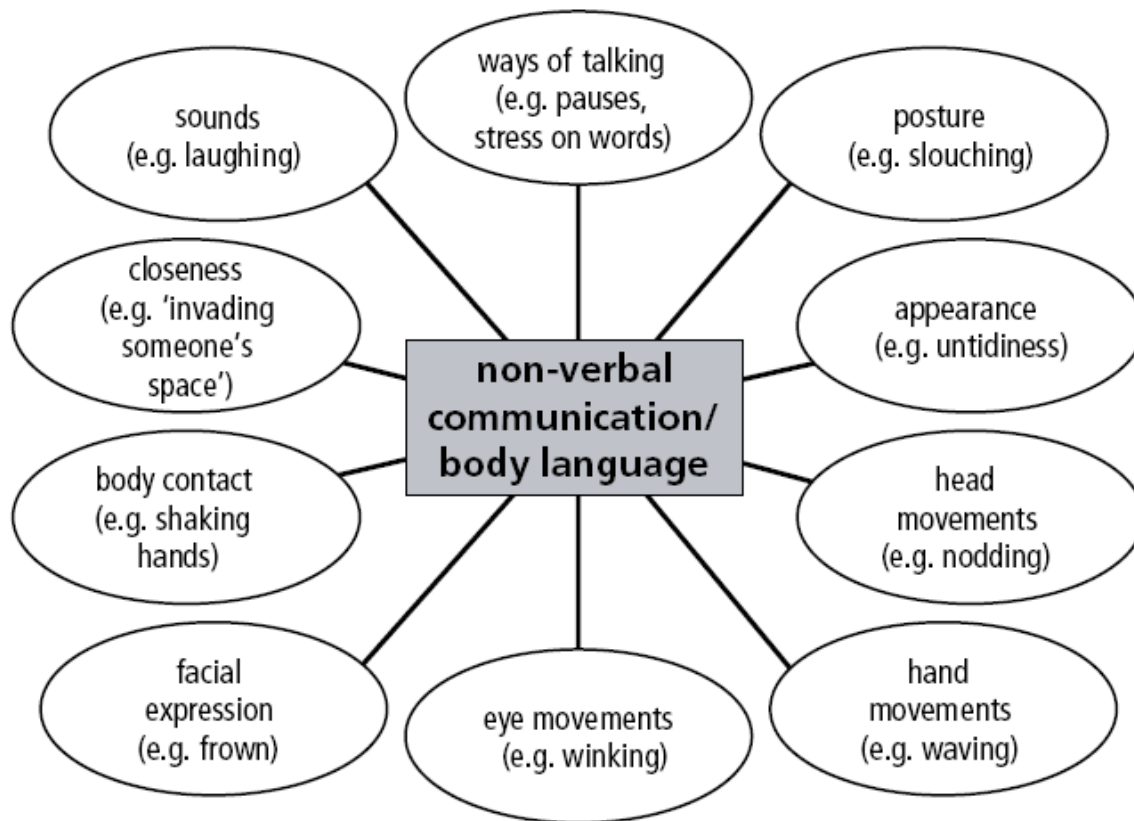 ways of talking
(e.g. pauses,
stress on words)
sounds
(e.g. laughing)
posture
(e.g. slouching)
closeness
(e.g. ‘invading
someone’s
space’)
appearance
(e.g. untidiness)
non-verbal
communication/
body language
body contact
(e.g. shaking
hands)
head
movements
(e.g. nodding)
facial
expression
(e.g. frown)
eye movements
(e.g. winking)
hand
movements
(e.g. waving)